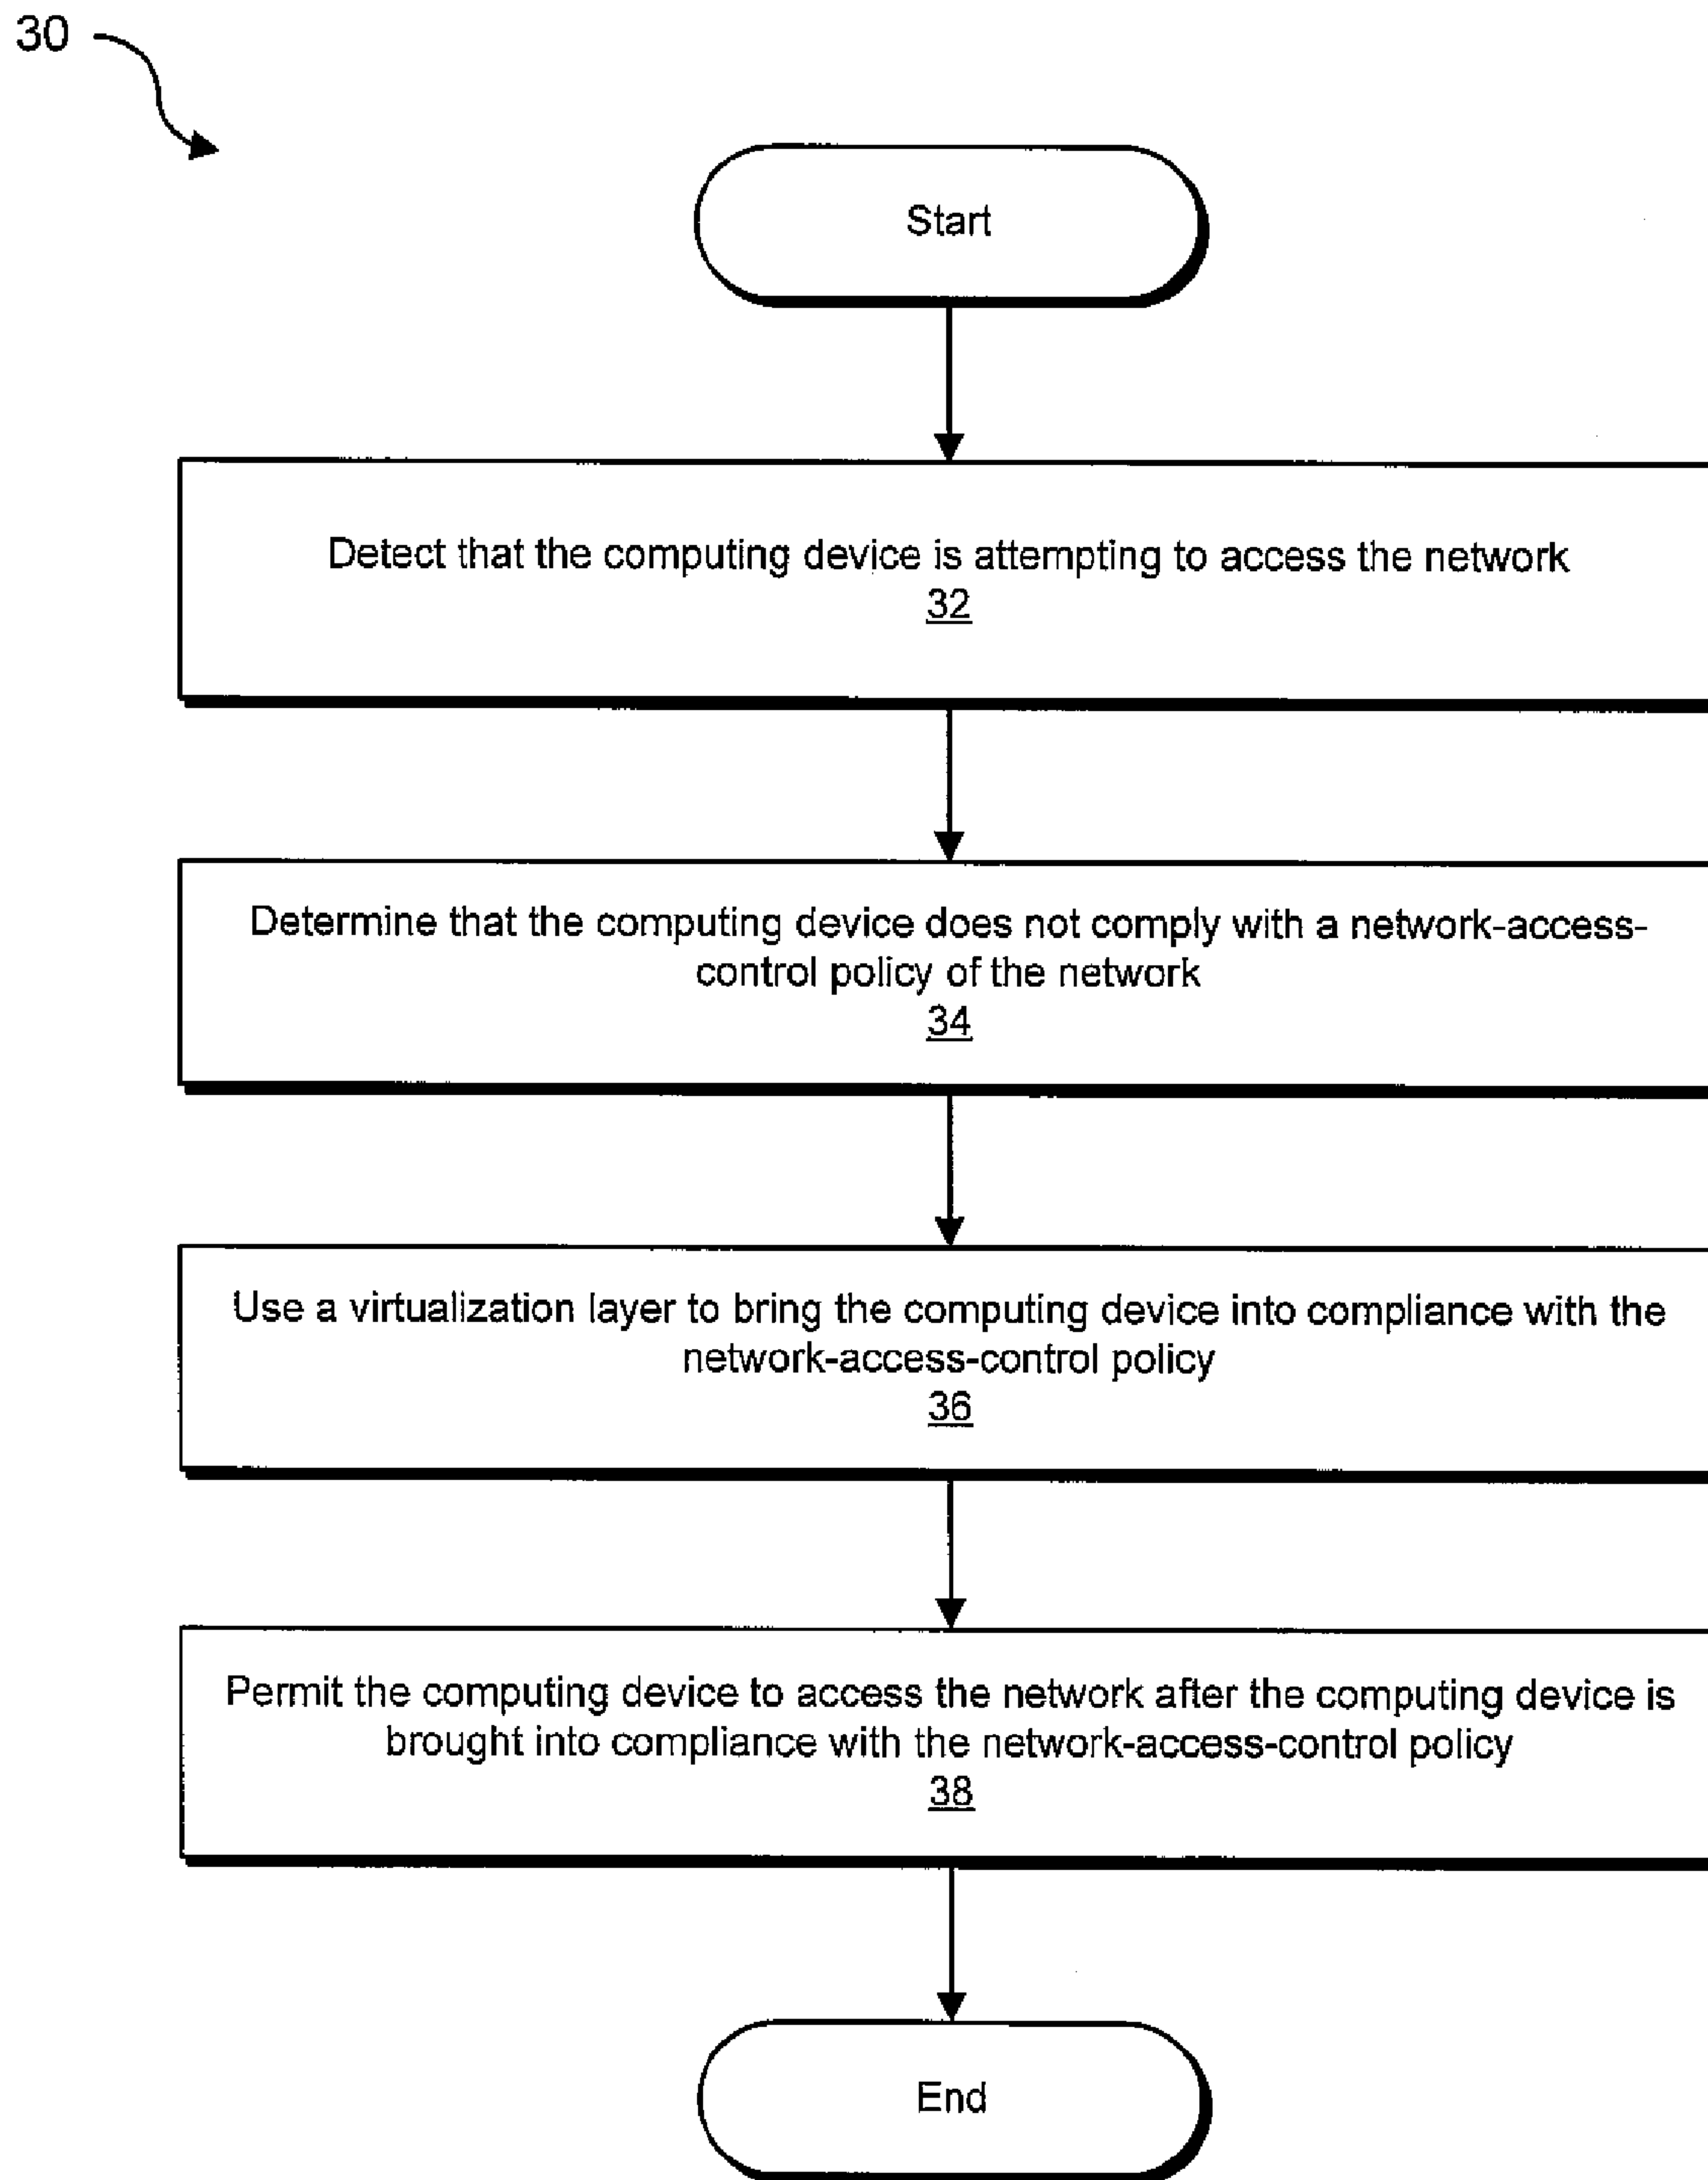 30
Start
Detect that the computing device is attempting to access the network
32
Determine that the computing device does not comply with a network-access-
control policy of the network
34
Use a virtualization layer to bring the computing device into compliance with the
network-access-control policy
36
Permit the computing device to access the network after the computing device is
brought into compliance with the network-access-control policy
38
End